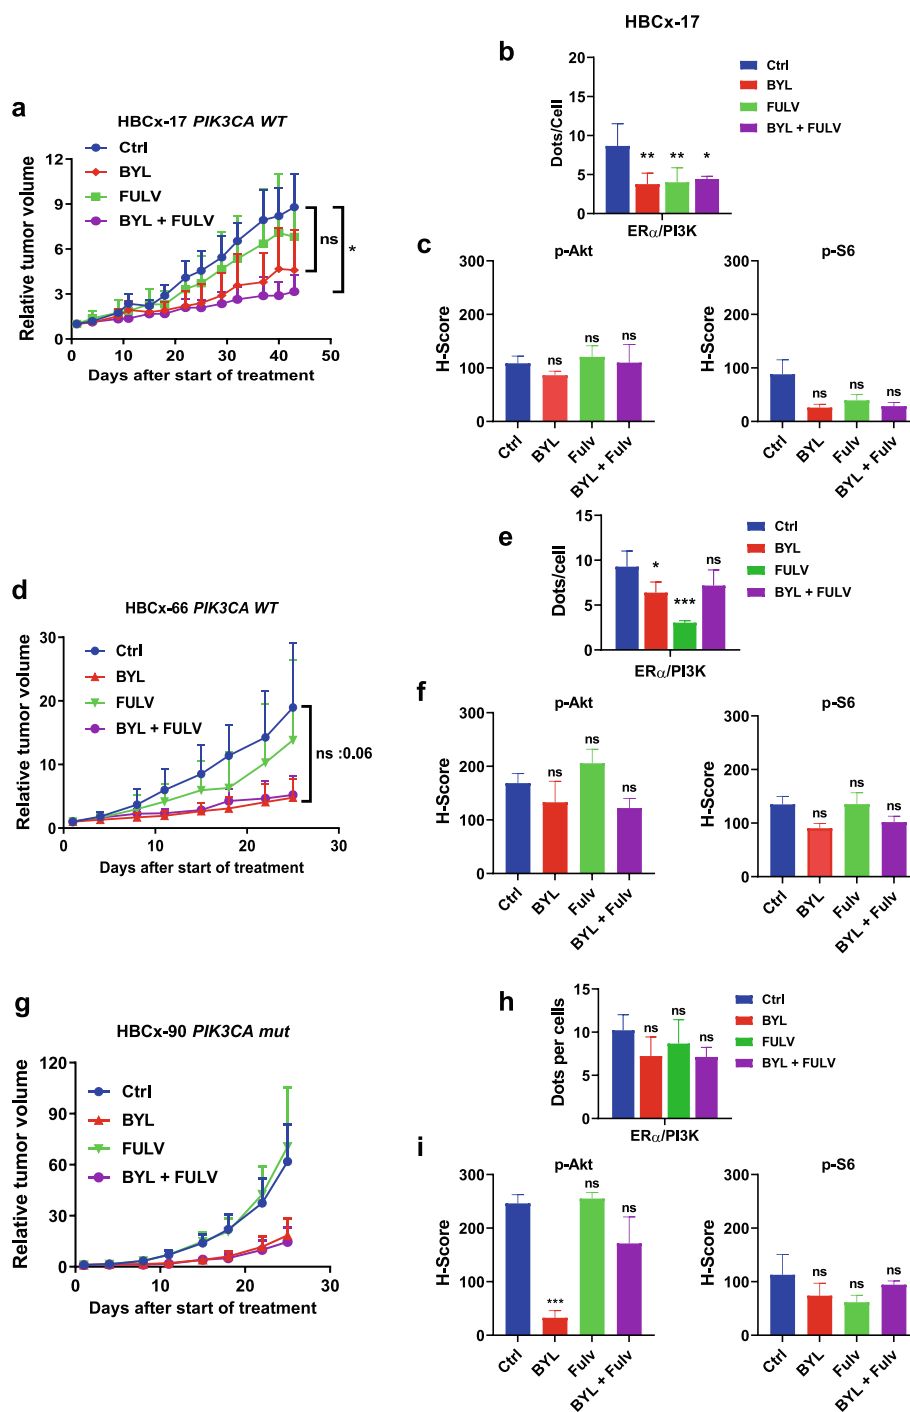 HBCx-17
a
HBCx-17 PIK3CA WT
Ctrl
BYL
FULV
BYL + FULV
Relative tumor volume
12
9
6
3
0
0 10 20 30 40 50
Days after start of treatment
ns
*
b
Dots/Cell
20
15
10
5
0
** ** *
ERα/PI3K
Ctrl
BYL
FULV
BYL + FULV
c
p-Akt
H-Score
300
200
100
0
ns ns ns
Ctrl BYL Fulv BYL + Fulv
p-S6
H-Score
300
200
100
0
ns ns ns
Ctrl BYL Fulv BYL + Fulv
d
HBCx-66 PIK3CA WT
Ctrl
BYL
FULV
BYL + FULV
Relative tumor volume
30
20
10
0
0 10 20 30
Days after start of treatment
ns :0.06
e
Dots/cell
15
10
5
0
* *** ns
ERα/PI3K
Ctrl
BYL
FULV
BYL + FULV
f
p-Akt
H-Score
300
200
100
0
ns ns ns
Ctrl BYL Fulv BYL + Fulv
p-S6
H-Score
300
200
100
0
ns ns ns
Ctrl BYL Fulv BYL + Fulv
g
HBCx-90 PIK3CA mut
Ctrl
BYL
FULV
BYL + FULV
Relative tumor volume
120
90
60
30
0
0 10 20 30
Days after start of treatment
h
Dots per cells
15
10
5
0
ns ns ns
ERα/PI3K
Ctrl
BYL
FULV
BYL + FULV
i
p-Akt
H-Score
300
200
100
0
*** ns ns
Ctrl BYL Fulv BYL + Fulv
p-S6
H-Score
300
200
100
0
ns ns ns
Ctrl BYL Fulv BYL + Fulv